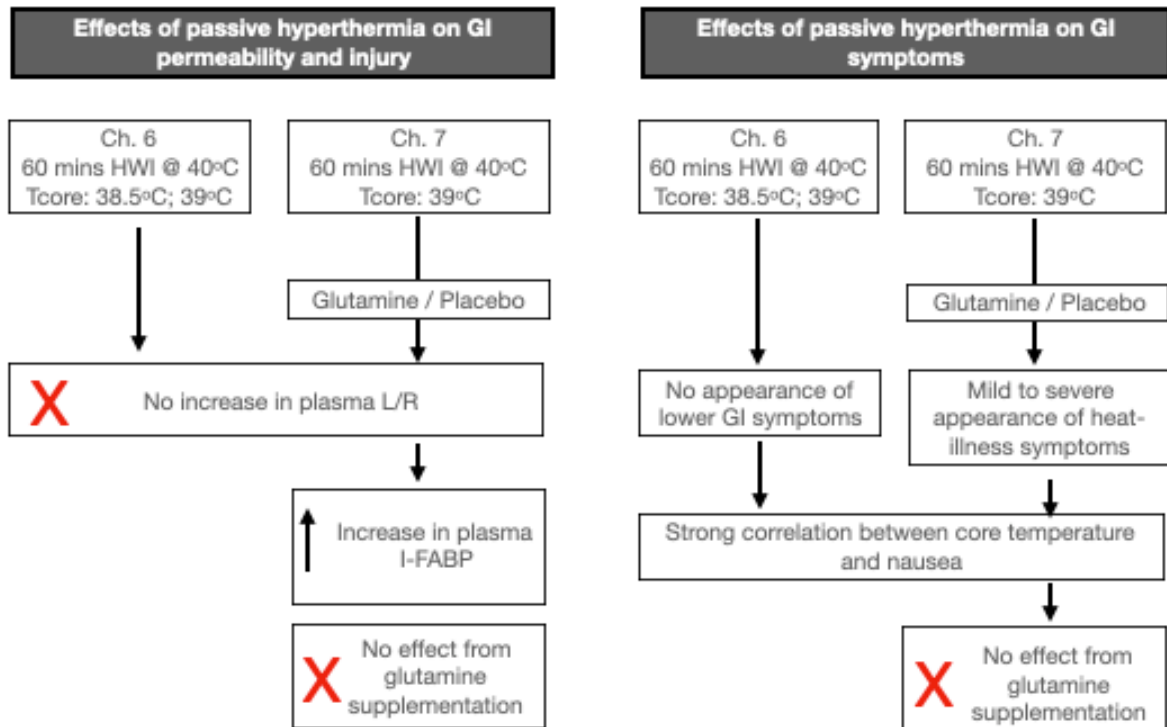 Effects of passive hyperthermia on GI
permeability and injury
Ch. 6
60 mins HWI @ 40ºC
Tcore: 38.5ºC; 39ºC
Ch. 7
60 mins HWI @ 40ºC
Tcore: 39ºC
Glutamine / Placebo
X
No increase in plasma L/R
Increase in plasma
I-FABP
X
No effect from
glutamine
supplementation
Effects of passive hyperthermia on GI
symptoms
Ch. 6
60 mins HWI @ 40ºC
Tcore: 38.5ºC; 39ºC
Ch. 7
60 mins HWI @ 40ºC
Tcore: 39ºC
Glutamine / Placebo
No appearance of
lower GI symptoms
Mild to severe
appearance of heat-
illness symptoms
Strong correlation between core temperature
and nausea
X
No effect from
glutamine
supplementation